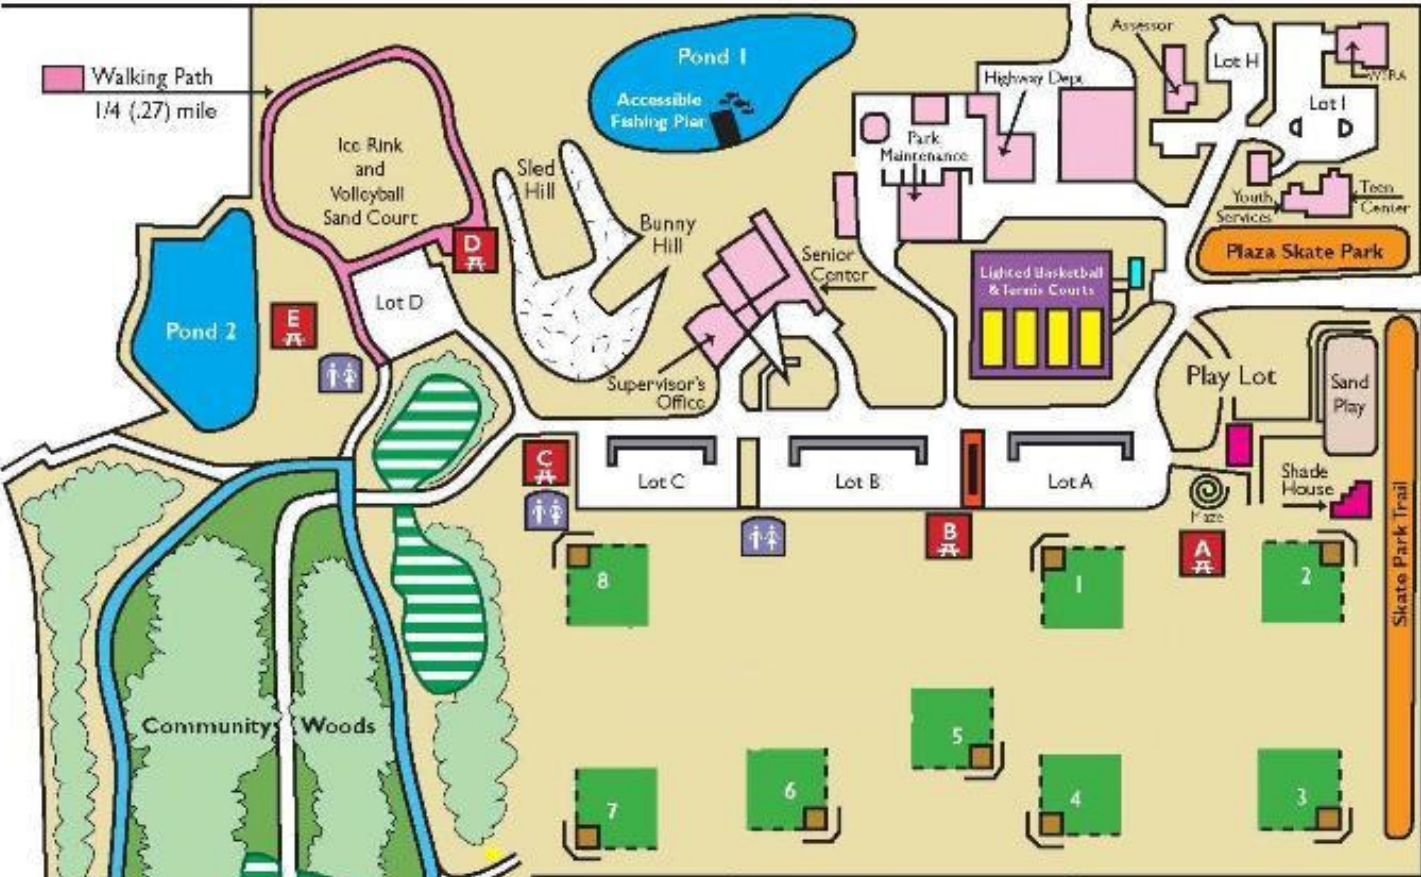 Assessor
Lot H
WTRA
Lot I
Pond 1
Accessible
Fishing Pier
Highway Dept
Park
Maintenance
Walking Path
1/4 (.27) mile
Ice Rink
and
Volleyball
Sand Court
Sled
Hill
Bunny
Hill
Youth
Services
Teen
Center
Plaza Skate Park
D
Senior
Center
Lighted Basketball
& Tennis Courts
Lot D
Pond 2
E
Supervisor's
Office
Play Lot
Sand
Play
C
Lot C
Lot B
Lot A
Shade
House
Maze
B
A
Skate Park Trail
8
1
2
Community Woods
5
7
6
4
3